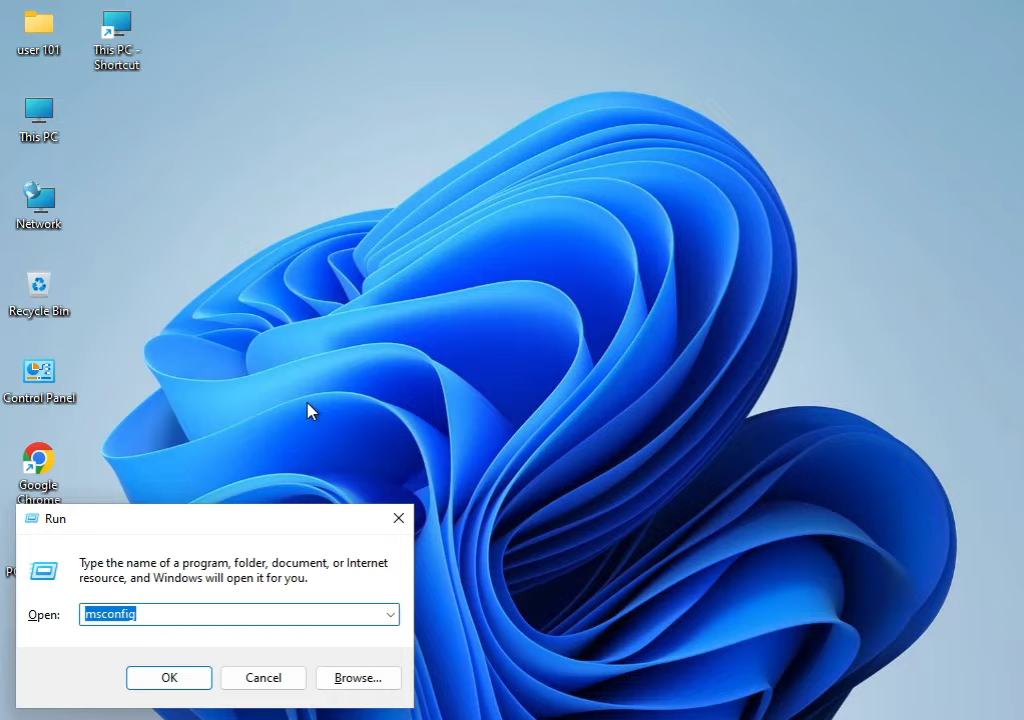 user 101
This PC -
Shortcut
This PC
Network
Recycle Bin
Control Panel
Google
Chrome
Run
Type the name of a program, folder, document, or Internet
resource, and Windows will open it for you.
Open:
msconfig
OK
Cancel
Browse...